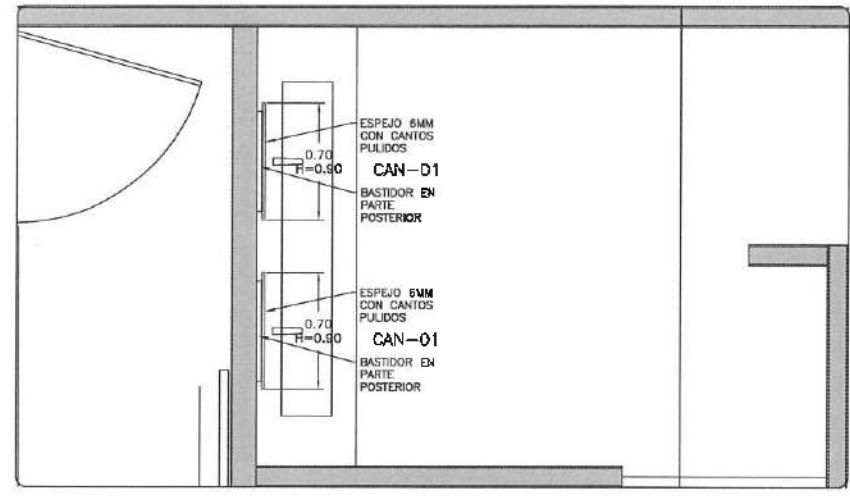 ESPEJO 6MM
CON CANTOS
PULIDOS
0.70
H=0.90
CAN-01
BASTIDOR EN
PARTE
POSTERIOR
ESPEJO 6MM
CON CANTOS
PULIDOS
0.70
H=0.90
CAN-01
BASTIDOR EN
PARTE
POSTERIOR